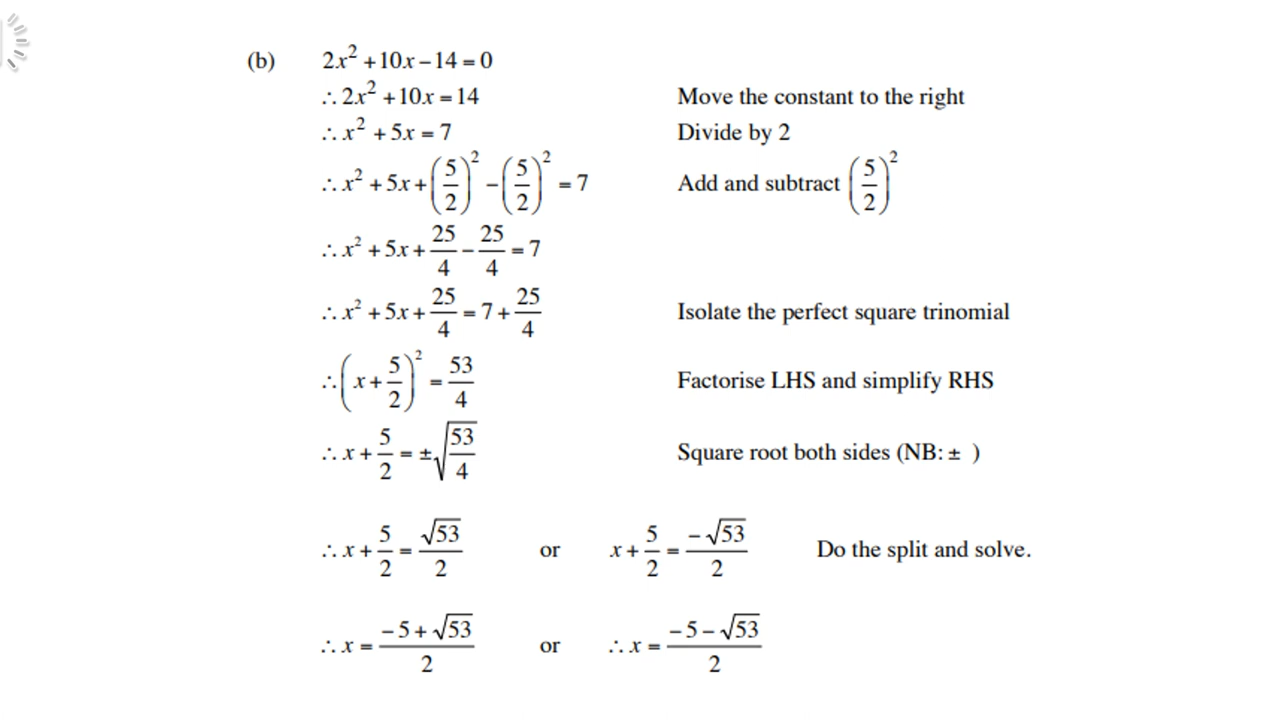 (b) 2x² + 10x − 14 = 0
∴ 2x² + 10x = 14 Move the constant to the right
∴ x² + 5x = 7 Divide by 2
∴ x² + 5x + (5/2)² − (5/2)² = 7 Add and subtract (5/2)²
∴ x² + 5x + 25/4 − 25/4 = 7
∴ x² + 5x + 25/4 = 7 + 25/4 Isolate the perfect square trinomial
∴ (x + 5/2)² = 53/4 Factorise LHS and simplify RHS
∴ x + 5/2 = ±√(53/4) Square root both sides (NB: ± )
∴ x + 5/2 = √53/2 or x + 5/2 = −√53/2 Do the split and solve.
∴ x = (−5 + √53)/2 or ∴ x = (−5 − √53)/2